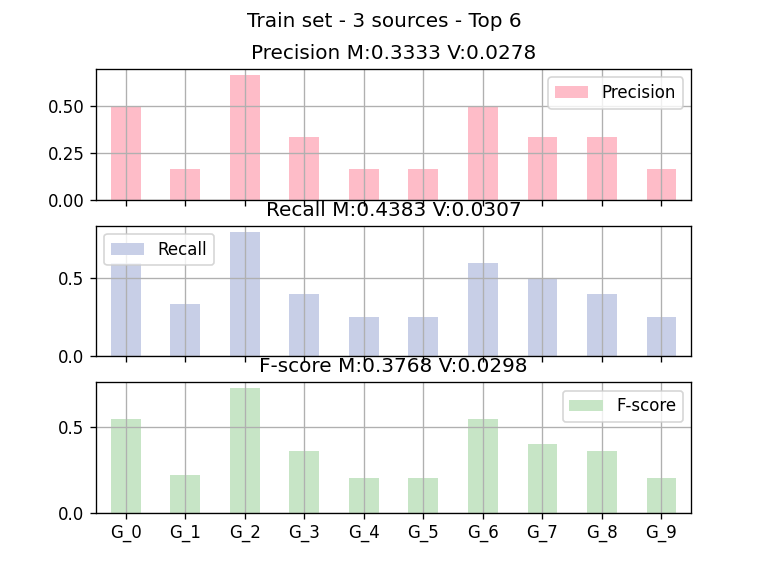 Train set - 3 sources - Top 6
Precision M:0.3333 V:0.0278
0.50
0.25
0.00
Precision
Recall M:0.4383 V:0.0307
0.5
0.0
Recall
F-score M:0.3768 V:0.0298
0.5
0.0
F-score
G_0 G_1 G_2 G_3 G_4 G_5 G_6 G_7 G_8 G_9